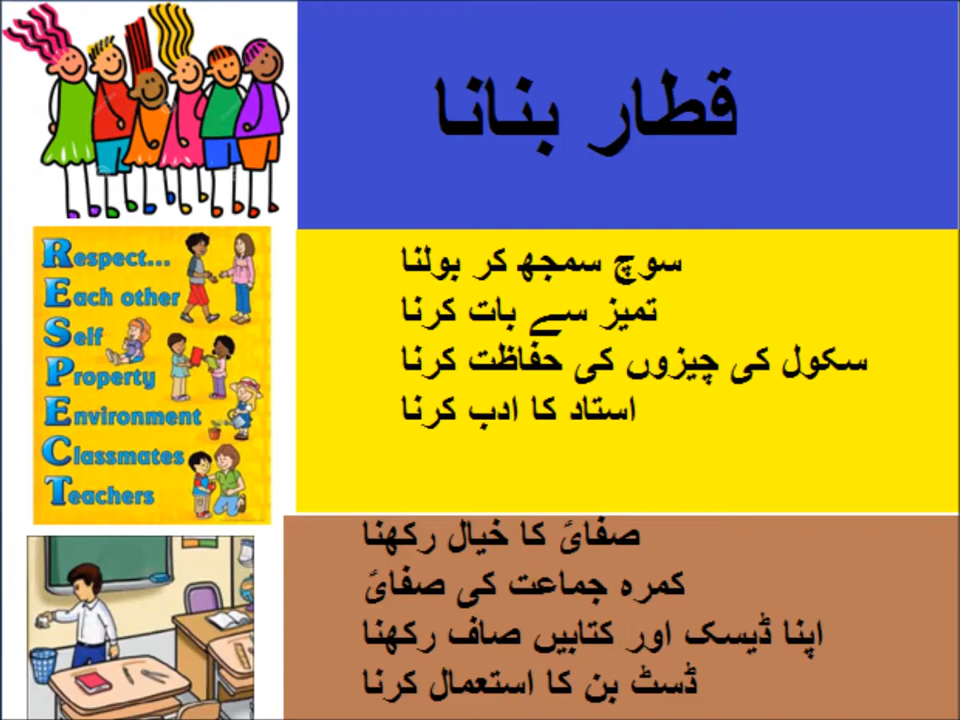 قطار بنانا
Respect...
Each other
Self
Property
Environment
Classmates
Teachers
سوچ سمجھ کر بولنا
تمیز سے بات کرنا
سکول کی چیزوں کی حفاظت کرنا
استاد کا ادب کرنا
صفائ کا خیال رکھنا
کمرہ جماعت کی صفائ
اپنا ڈیسک اور کتابیں صاف رکھنا
ڈسٹ بن کا استعمال کرنا